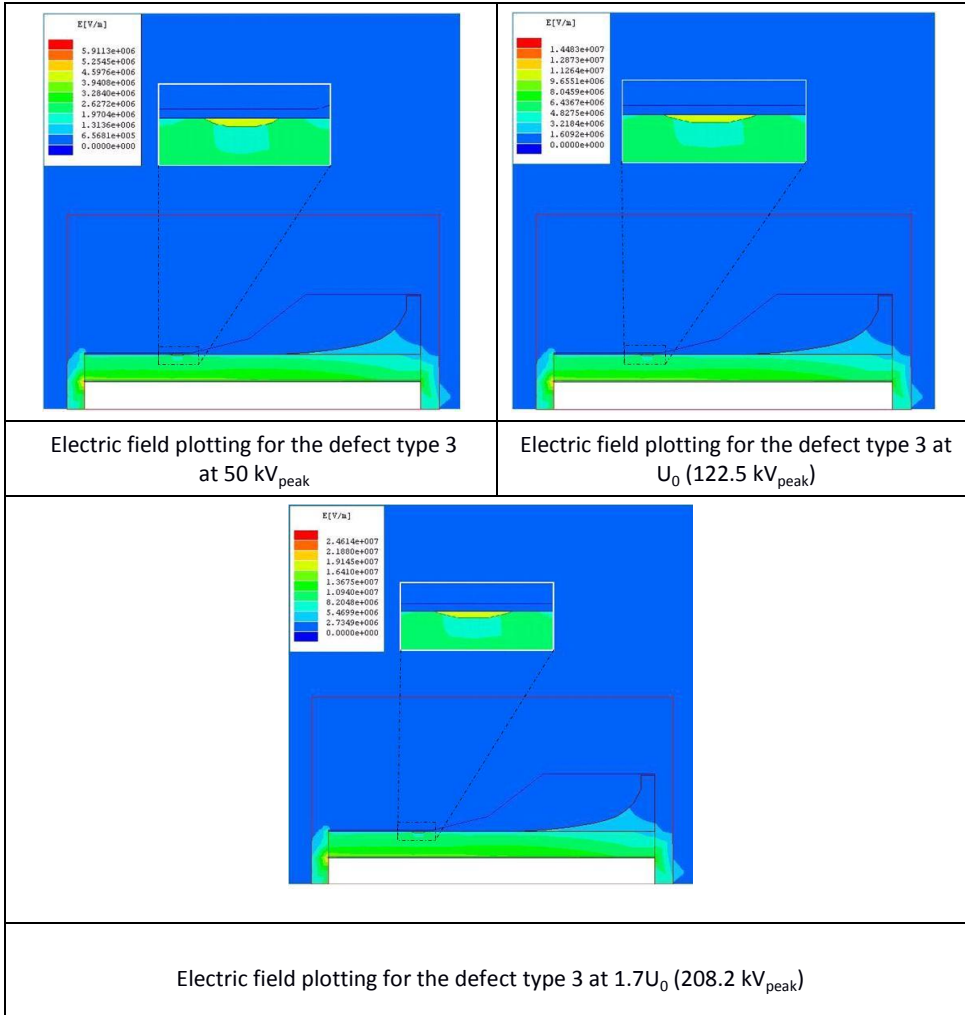 E[V/m]
5.9113e+006
5.2545e+006
4.5976e+006
3.9408e+006
3.2840e+006
2.6272e+006
1.9704e+006
1.3136e+006
6.5681e+005
0.0000e+000
E[V/m]
1.4483e+007
1.2873e+007
1.1264e+007
9.6551e+006
8.0459e+006
6.4367e+006
4.8275e+006
3.2184e+006
1.6092e+006
0.0000e+000
Electric field plotting for the defect type 3
at 50 kVpeak
Electric field plotting for the defect type 3 at
U0 (122.5 kVpeak)
E[V/m]
2.4614e+007
2.1880e+007
1.9145e+007
1.6410e+007
1.3675e+007
1.0940e+007
8.2048e+006
5.4699e+006
2.7349e+006
0.0000e+000
Electric field plotting for the defect type 3 at 1.7U0 (208.2 kVpeak)